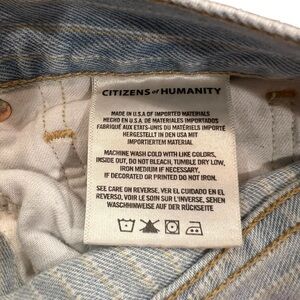 CITIZENS of HUMANITY
MADE IN U.S.A OF IMPORTED MATERIALS
HECHO EN U.S.A. DE MATERIALES IMPORTADOS
FABRIQUÉ AUX ETATS-UNIS DU MATÉRIELS IMPORTÉ
HERGESTELLT IN DEN USA MIT
IMPORTIERTEM MATERIAL
MACHINE WASH COLD WITH LIKE COLORS,
INSIDE OUT, DO NOT BLEACH, TUMBLE DRY LOW.
IRON MEDIUM IF NECESSARY.
IF DECORATED OR PRINTED DO NOT IRON.
SEE CARE ON REVERSE, VER EL CUIDADO EN EL
REVERSO, VOIR LE SOIN SUR L'INVERSE, SEHEN
WASCHHINWEISE AUF DER RÜCKSEITE